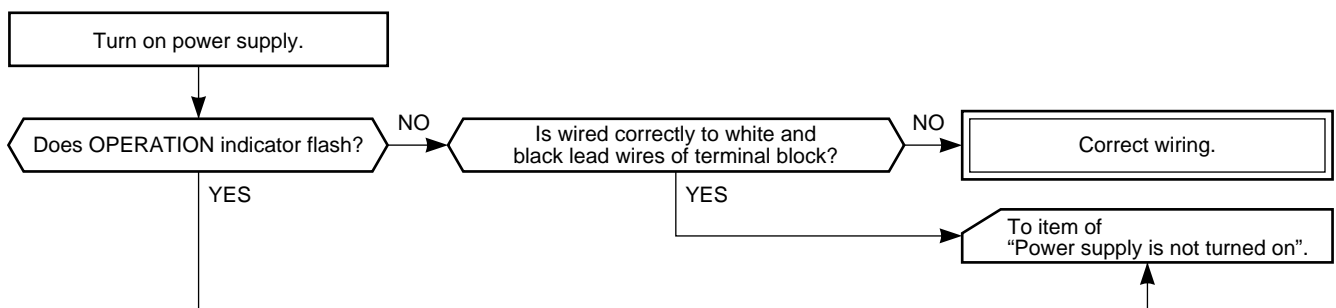 Turn on power supply.
Does OPERATION indicator flash?
NO
Is wired correctly to white and
black lead wires of terminal block?
NO
Correct wiring.
YES
YES
To item of
“Power supply is not turned on”.